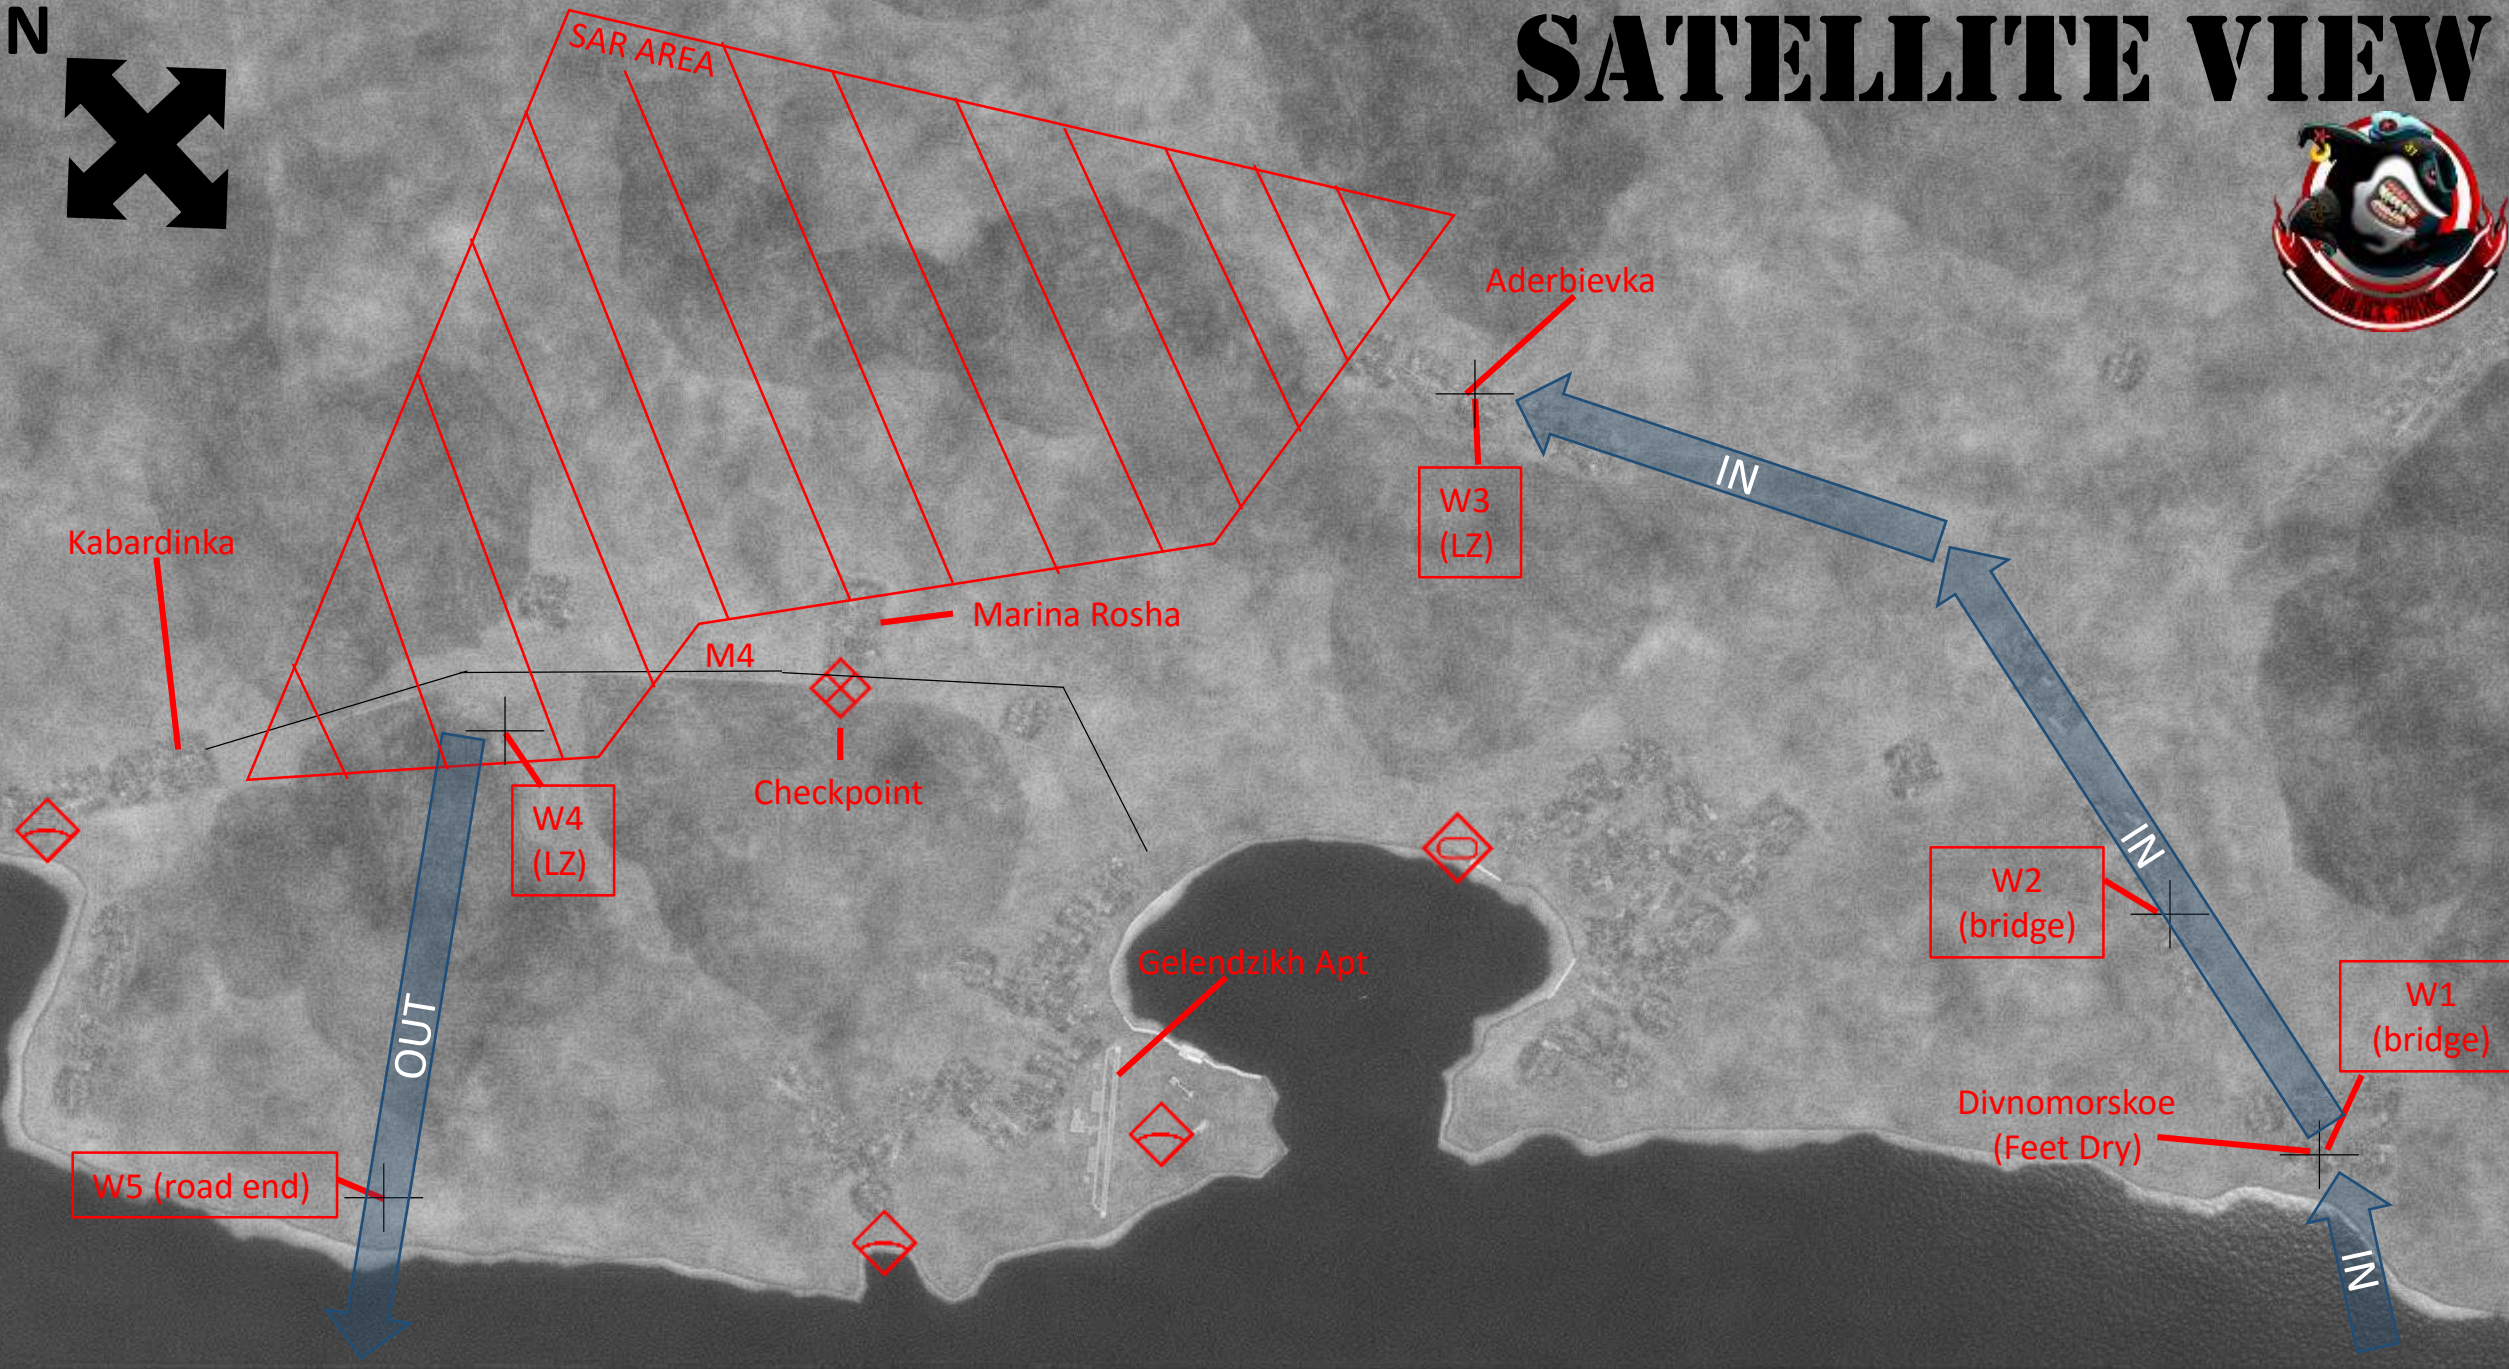 N
SATELLITE VIEW
SAR AREA
Aderbievka
IN
W3
(LZ)
Kabardinka
Marina Rosha
M4
Checkpoint
W4
(LZ)
IN
W2
(bridge)
Gelendzikh Apt
W1
(bridge)
OUT
Divnomorskoe
(Feet Dry)
W5 (road end)
IN